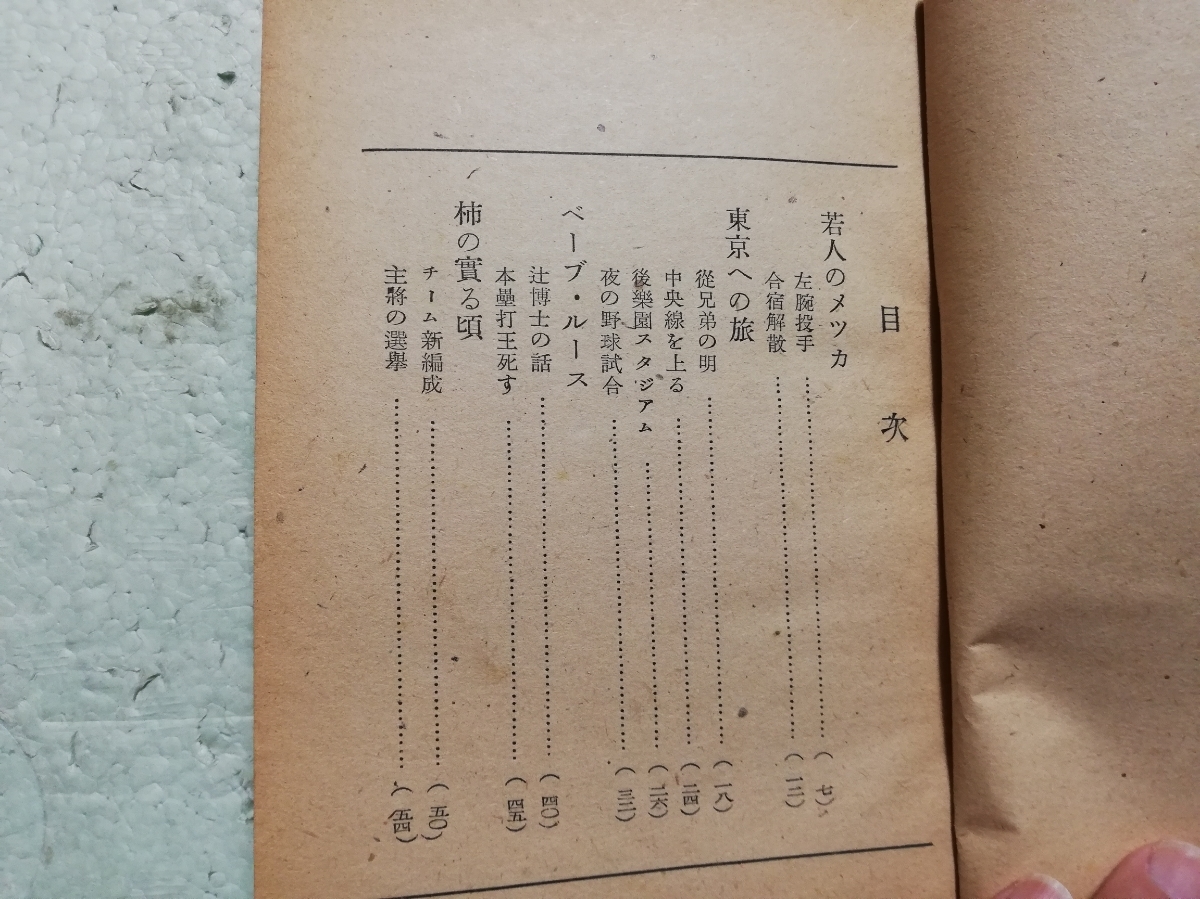 目次
若人のメツカ
左腕投手……………(七)
合宿解散……………(一二)
東京への旅
從兄弟の明……………(一八)
中央線を上る……………(二四)
後樂園スタジアム……………(二六)
夜の野球試合……………(三二)
ベーブ・ルース
辻博士の話……………(四〇)
本壘打王死す……………(四五)
柿の實る頃
チーム新編成……………(五〇)
主將の選擧……………(五四)